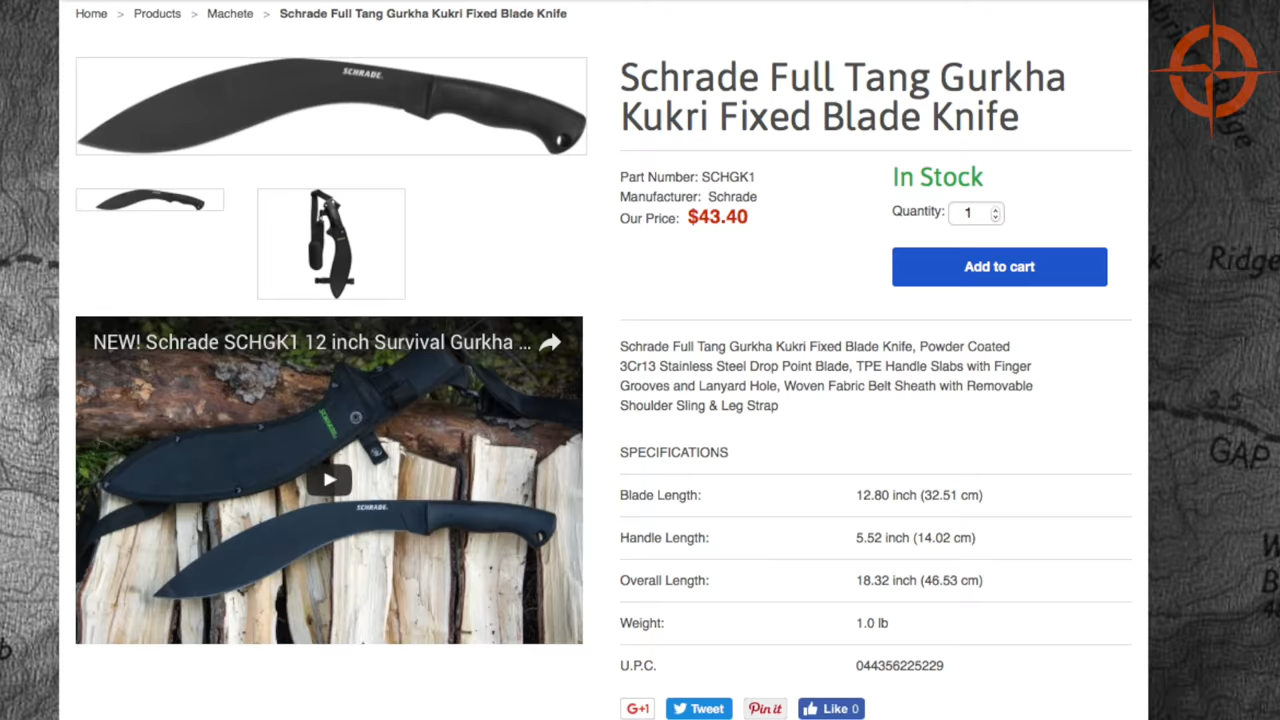 Home > Products > Machete > Schrade Full Tang Gurkha Kukri Fixed Blade Knife
SCHRADE.
Schrade Full Tang Gurkha
Kukri Fixed Blade Knife
Part Number: SCHGK1
Manufacturer: Schrade
Our Price: $43.40
In Stock
Quantity: 1
Add to cart
NEW! Schrade SCHGK1 12 inch Survival Gurkha ...
SCHRADE
SCHRADE.
Schrade Full Tang Gurkha Kukri Fixed Blade Knife, Powder Coated
3Cr13 Stainless Steel Drop Point Blade, TPE Handle Slabs with Finger
Grooves and Lanyard Hole, Woven Fabric Belt Sheath with Removable
Shoulder Sling & Leg Strap
SPECIFICATIONS
Blade Length: 12.80 inch (32.51 cm)
Handle Length: 5.52 inch (14.02 cm)
Overall Length: 18.32 inch (46.53 cm)
Weight: 1.0 lb
U.P.C. 044356225229
G+1 Tweet Pin it Like 0
Ridge
3.5
GAP